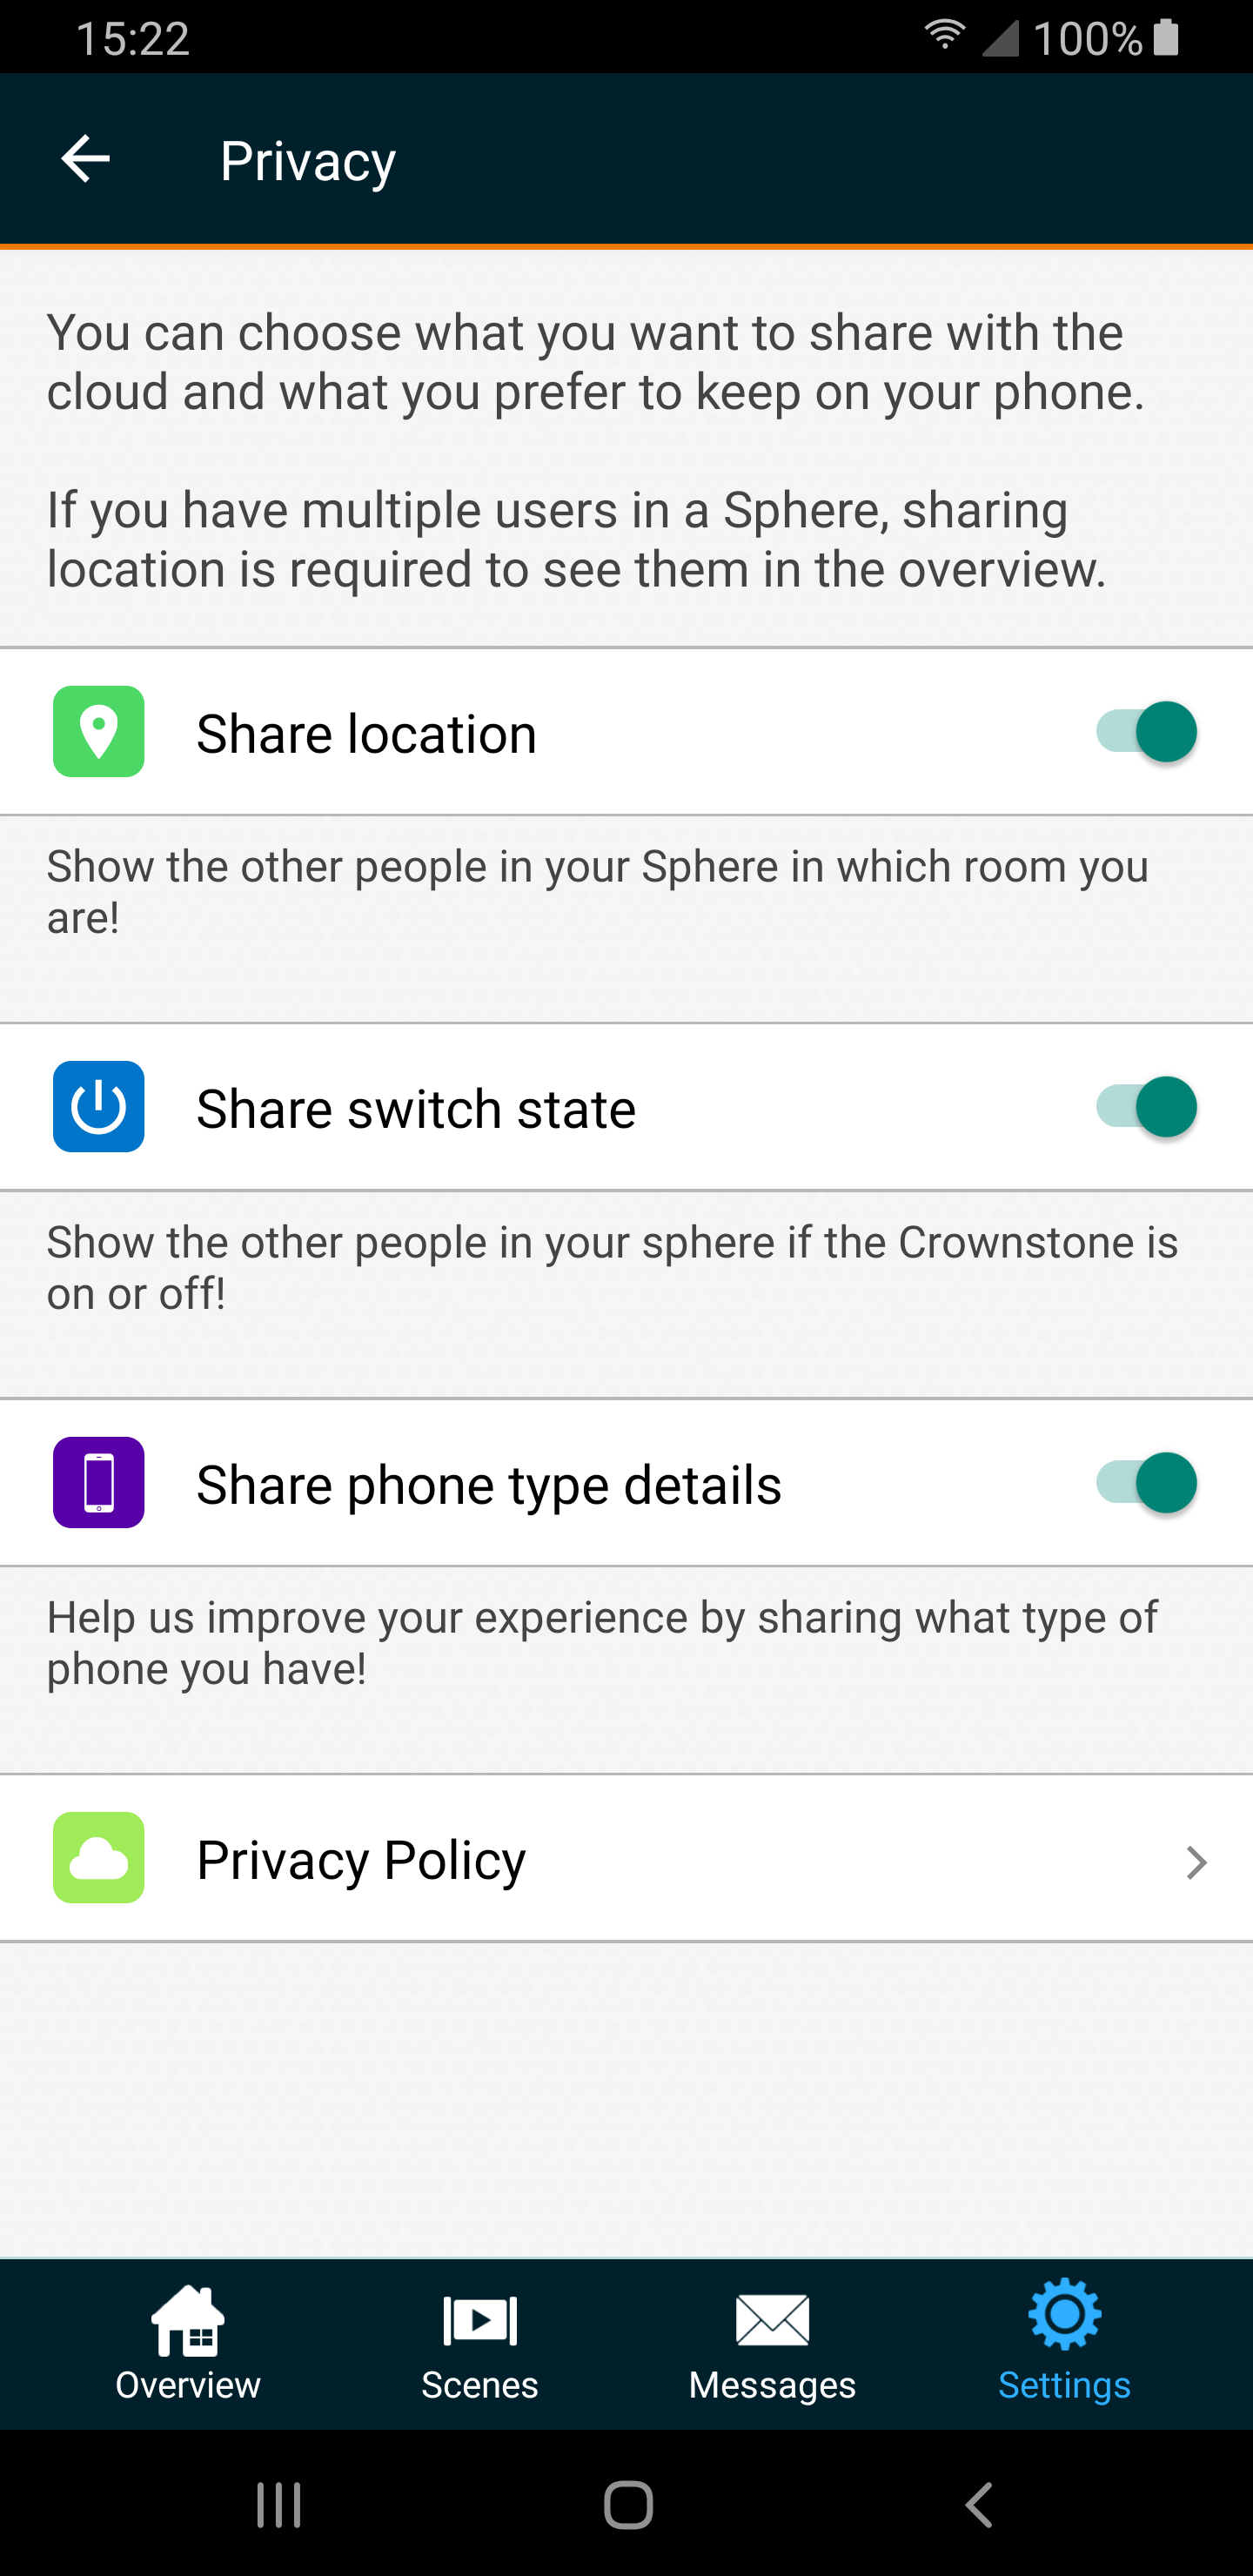 15:22
100%
Privacy
You can choose what you want to share with the
cloud and what you prefer to keep on your phone.
If you have multiple users in a Sphere, sharing
location is required to see them in the overview.
Share location
Show the other people in your Sphere in which room you
are!
Share switch state
Show the other people in your sphere if the Crownstone is
on or off!
Share phone type details
Help us improve your experience by sharing what type of
phone you have!
Privacy Policy
Overview
Scenes
Messages
Settings